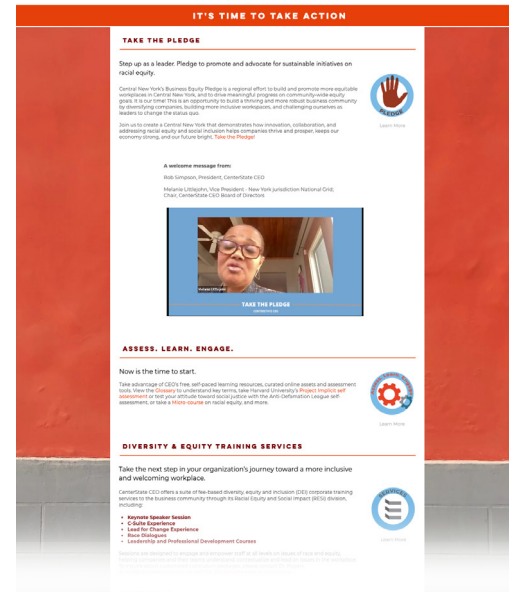 IT'S TIME TO TAKE ACTION
TAKE THE PLEDGE
Step up as a leader. Pledge to promote and advocate for sustainable initiatives on
racial equity.
Central New York's Business Equity Pledge is a regional effort to build and promote more equitable
workplaces in Central New York, and to drive meaningful progress on community-wide equity
goals. It is our time! This is an opportunity to build a thriving and more robust business community
by diversifying companies, building more inclusive workspaces, and challenging ourselves as
leaders to change the status quo.
Join us to create a Central New York that demonstrates how innovation, collaboration, and
addressing racial equity and social inclusion helps companies thrive and prosper, keeps our
economy strong, and our future bright. Take the Pledge!
PLEDGE
Learn More
A welcome message from:
Rob Simpson, President, CenterState CEO
Melanie Littlejohn, Vice President - New York jurisdiction National Grid;
Chair, CenterState CEO Board of Directors
Melanie Littlejohn
TAKE THE PLEDGE
CENTERSTATE CEO
ASSESS. LEARN. ENGAGE.
Now is the time to start.
Take advantage of CEO's free, self-paced learning resources, curated online assets and assessment
tools. View the Glossary to understand key terms, take Harvard University's Project Implicit self
assessment or test your attitude toward social justice with the Anti-Defamation League self-
assessment, or take a Micro-course on racial equity, and more.
Learn More
DIVERSITY & EQUITY TRAINING SERVICES
Take the next step in your organization's journey toward a more inclusive
and welcoming workplace.
CenterState CEO offers a suite of fee-based diversity, equity and inclusion (DEI) corporate training
services to the business community through its Racial Equity and Social Impact (RESI) division,
including:
Keynote Speaker Session
C-Suite Experience
Lead for Change Experience
Race Dialogues
Leadership and Professional Development Courses
SERVICES
Learn More